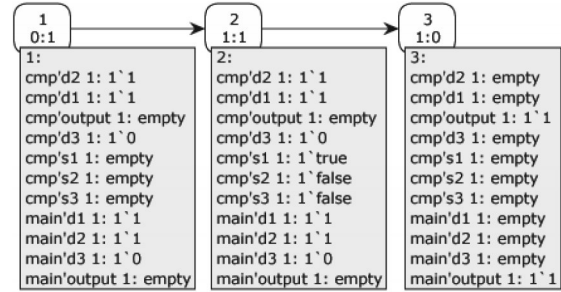 1
0:1
1:
cmp'd2 1: 1`1
cmp'd1 1: 1`1
cmp'output 1: empty
cmp'd3 1: 1`0
cmp's1 1: empty
cmp's2 1: empty
cmp's3 1: empty
main'd1 1: 1`1
main'd2 1: 1`1
main'd3 1: 1`0
main'output 1: empty
2
1:1
2:
cmp'd2 1: 1`1
cmp'd1 1: 1`1
cmp'output 1: empty
cmp'd3 1: 1`0
cmp's1 1: 1`true
cmp's2 1: 1`false
cmp's3 1: 1`false
main'd1 1: 1`1
main'd2 1: 1`1
main'd3 1: 1`0
main'output 1: empty
3
1:0
3:
cmp'd2 1: empty
cmp'd1 1: empty
cmp'output 1: 1`1
cmp'd3 1: empty
cmp's1 1: empty
cmp's2 1: empty
cmp's3 1: empty
main'd1 1: empty
main'd2 1: empty
main'd3 1: empty
main'output 1: 1`1